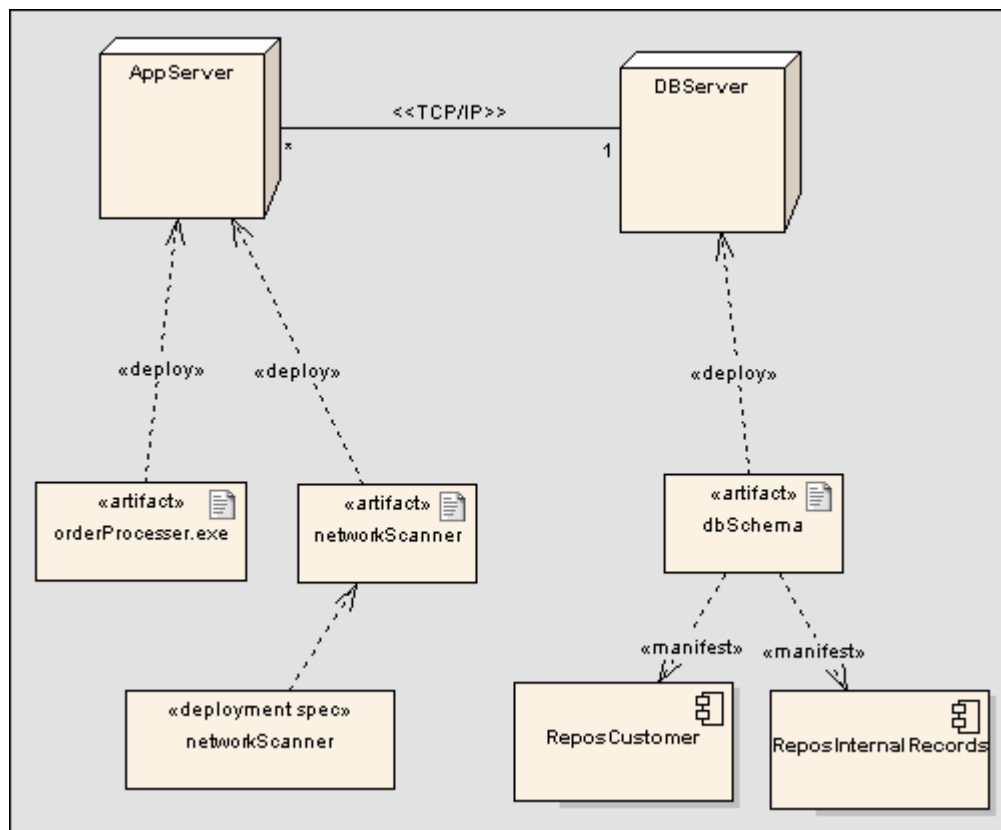 AppServer
DBServer
<<TCP/IP>>
*
1
«deploy»
«deploy»
«deploy»
«artifact»
orderProcesser.exe
«artifact»
networkScanner
«artifact»
dbSchema
«manifest»
«manifest»
«deployment spec»
networkScanner
ReposCustomer
ReposInternalRecords